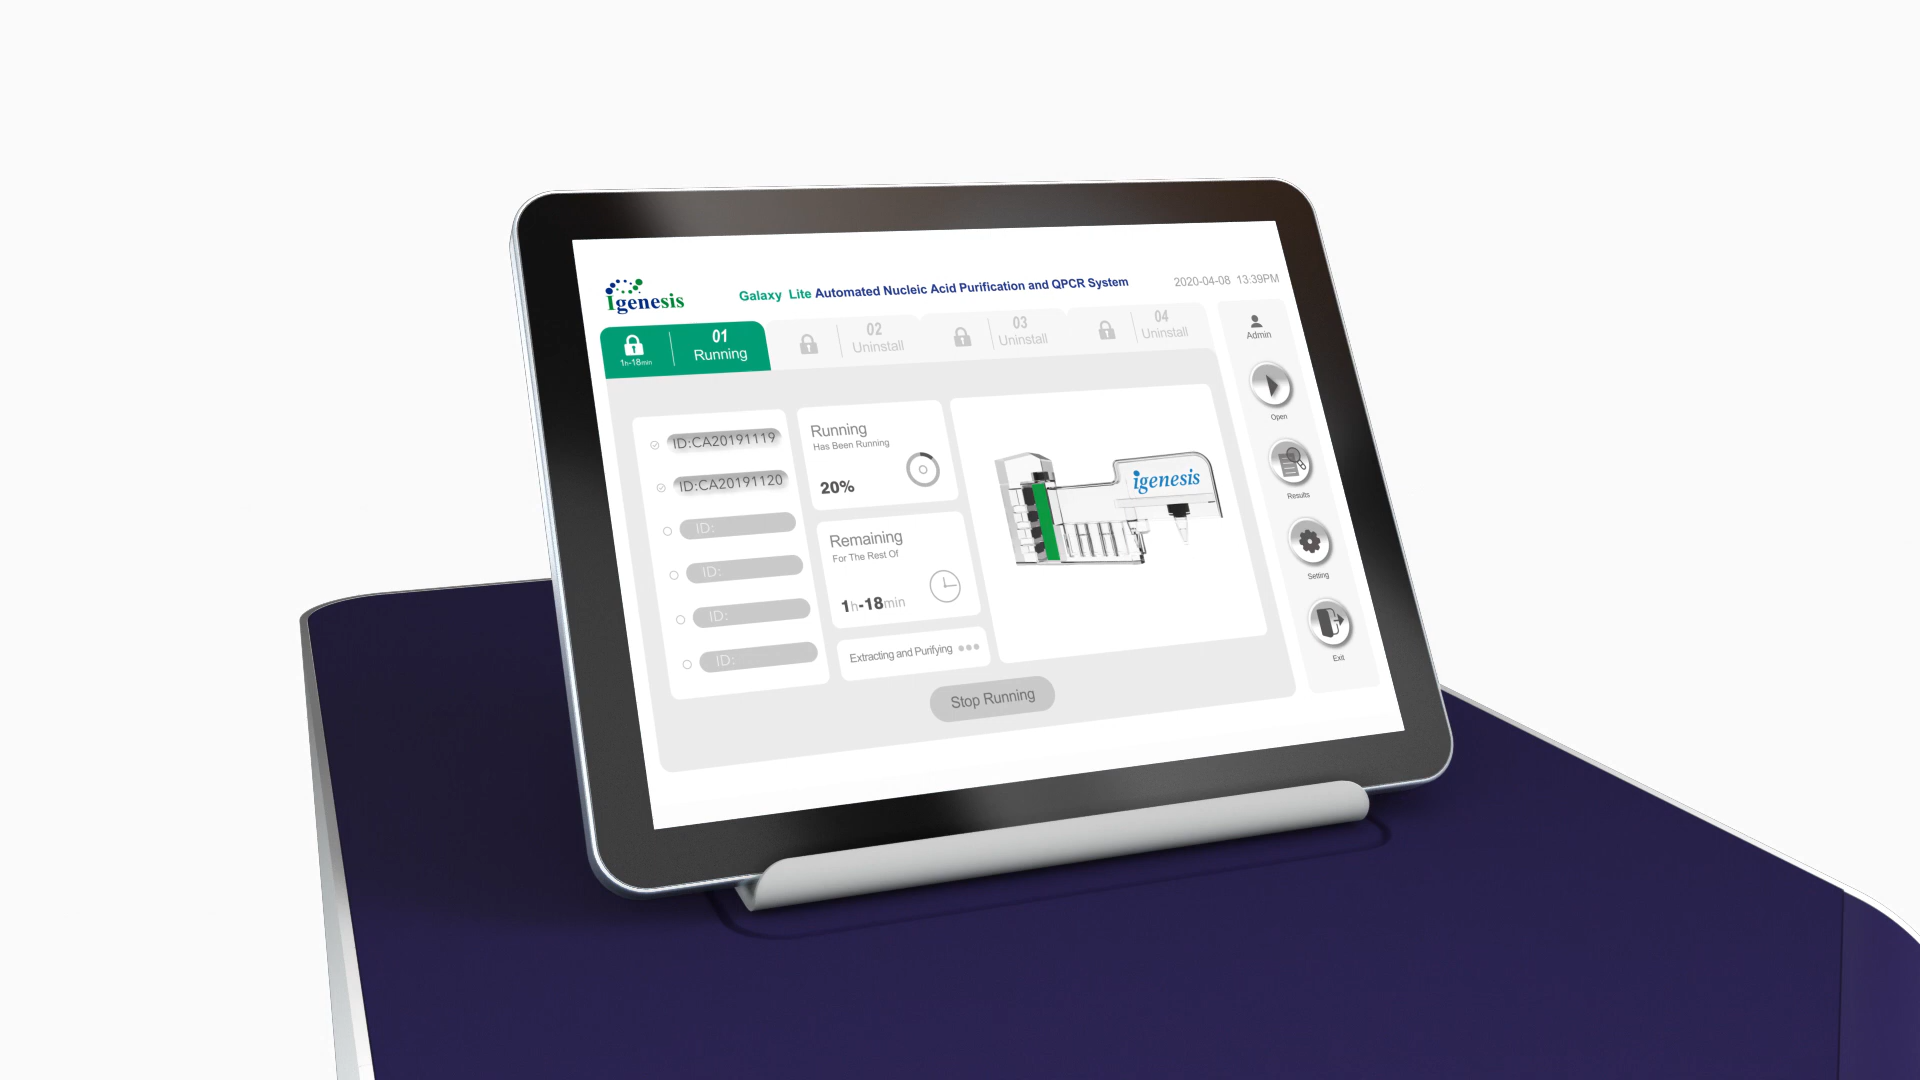 igenesis
Galaxy Lite Automated Nucleic Acid Purification and QPCR System
2020-04-08 13:39PM
1h-18min
01
Running
02
Uninstall
03
Uninstall
04
Uninstall
Admin
ID:CA20191119
ID:CA20191120
ID:
ID:
ID:
ID:
Running
Has Been Running
20%
Remaining
For The Rest Of
1h-18min
Extracting and Purifying
Stop Running
igenesis
Open
Results
Setting
Exit